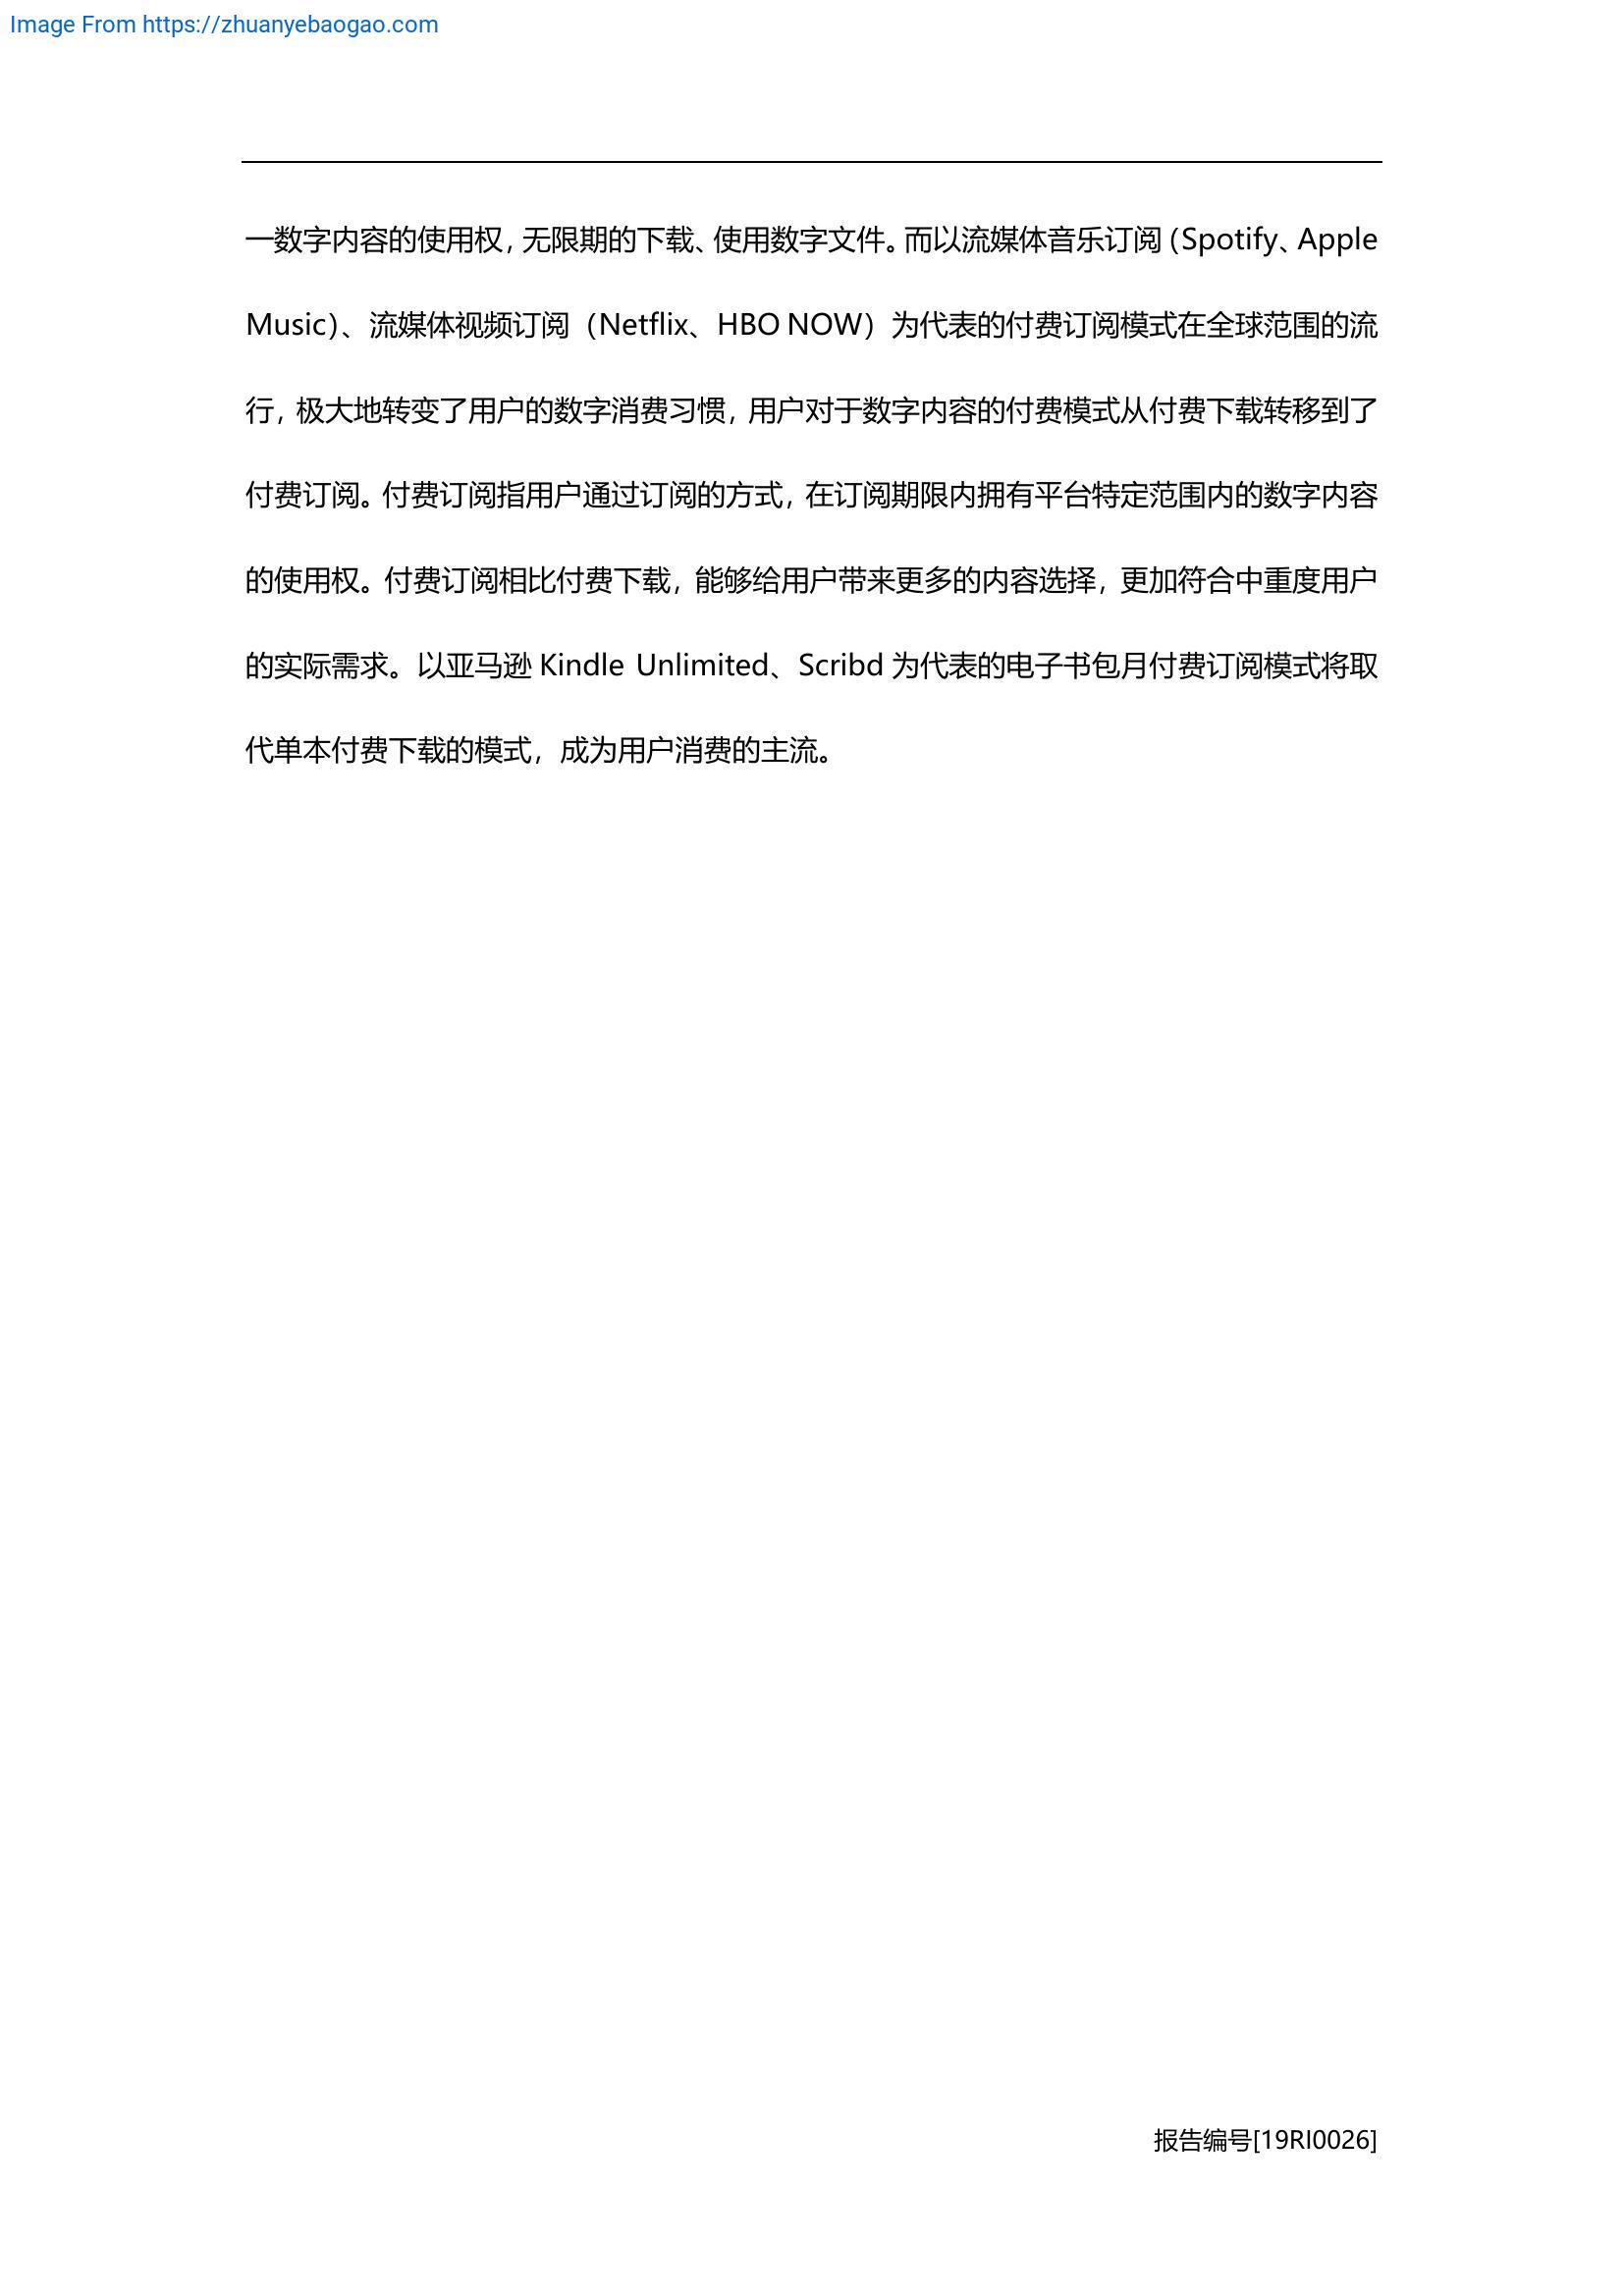 Image From https://zhuanyebaogao.com
一数字内容的使用权，无限期的下载、使用数字文件。而以流媒体音乐订阅（Spotify、Apple
Music）、流媒体视频订阅（Netflix、HBO NOW）为代表的付费订阅模式在全球范围的流
行，极大地转变了用户的数字消费习惯，用户对于数字内容的付费模式从付费下载转移到了
付费订阅。付费订阅指用户通过订阅的方式，在订阅期限内拥有平台特定范围内的数字内容
的使用权。付费订阅相比付费下载，能够给用户带来更多的内容选择，更加符合中重度用户
的实际需求。以亚马逊 Kindle Unlimited、Scribd 为代表的电子书包月付费订阅模式将取
代单本付费下载的模式，成为用户消费的主流。
报告编号[19RI0026]